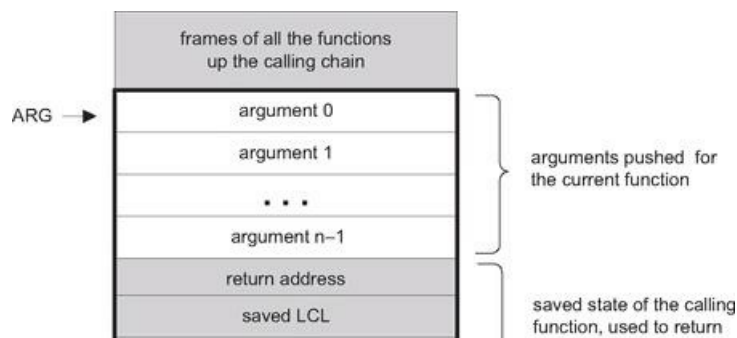 frames of all the functions
up the calling chain
ARG
argument 0
argument 1
. . .
argument n–1
arguments pushed for
the current function
return address
saved LCL
saved state of the calling
function, used to return